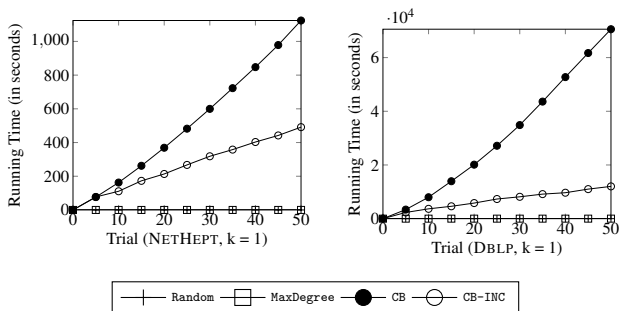 ·10^4
1,000
800
600
400
200
0
0 10 20 30 40 50
Running Time (in seconds)
Trial (NETHEPT, k = 1)
6
4
2
0
0 10 20 30 40 50
Running Time (in seconds)
Trial (DBLP, k = 1)
Random MaxDegree CB CB-INC